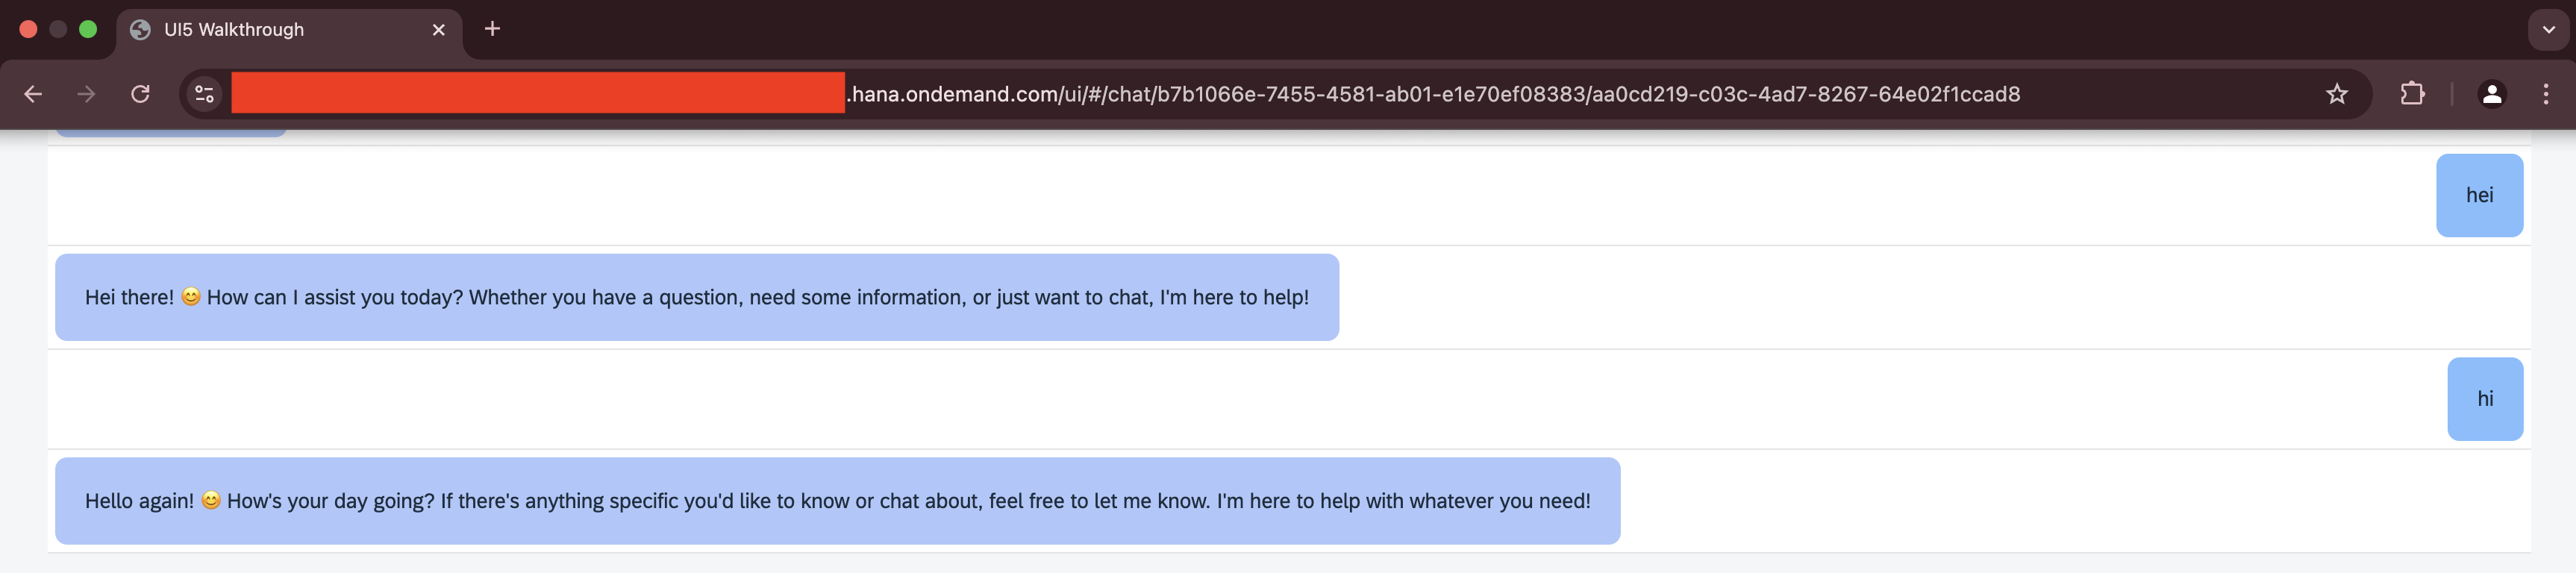 UI5 Walkthrough
.hana.ondemand.com/ui/#/chat/b7b1066e-7455-4581-ab01-e1e70ef08383/aa0cd219-c03c-4ad7-8267-64e02f1ccad8
hei
Hei there! 😊 How can I assist you today? Whether you have a question, need some information, or just want to chat, I'm here to help!
hi
Hello again! 😊 How's your day going? If there's anything specific you'd like to know or chat about, feel free to let me know. I'm here to help with whatever you need!